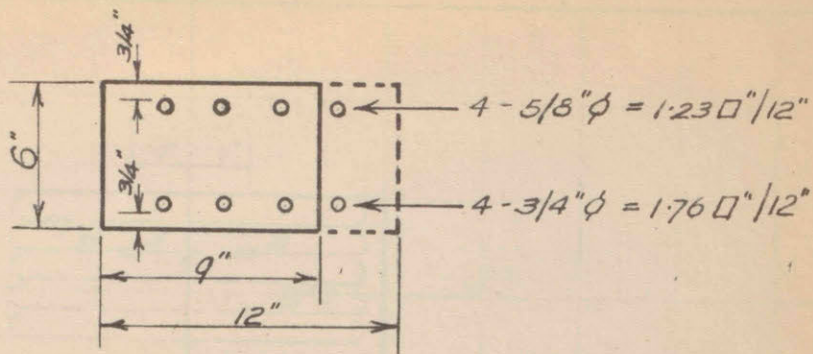 3/4"
4 - 5/8" φ = 1·23 □"/12"
6"
3/4"
4 - 3/4" φ = 1·76 □"/12"
9"
12"